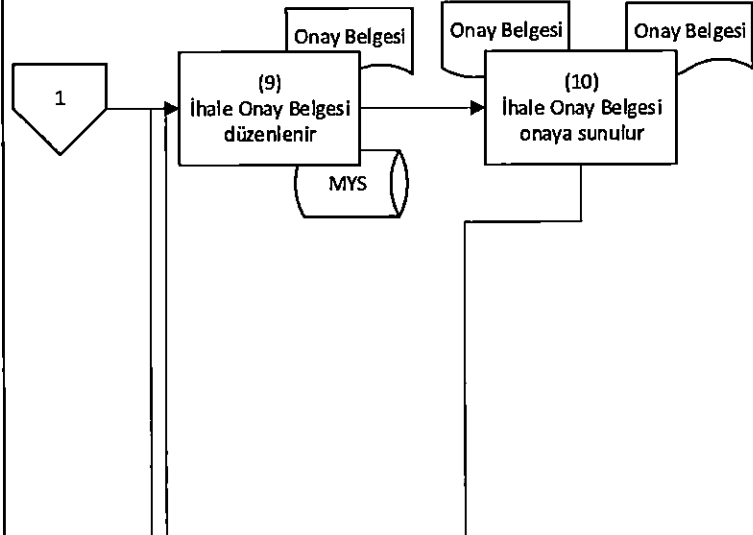 Onay Belgesi
Onay Belgesi
Onay Belgesi
1
(9)
İhale Onay Belgesi
düzenlenir
(10)
İhale Onay Belgesi
onaya sunulur
MYS